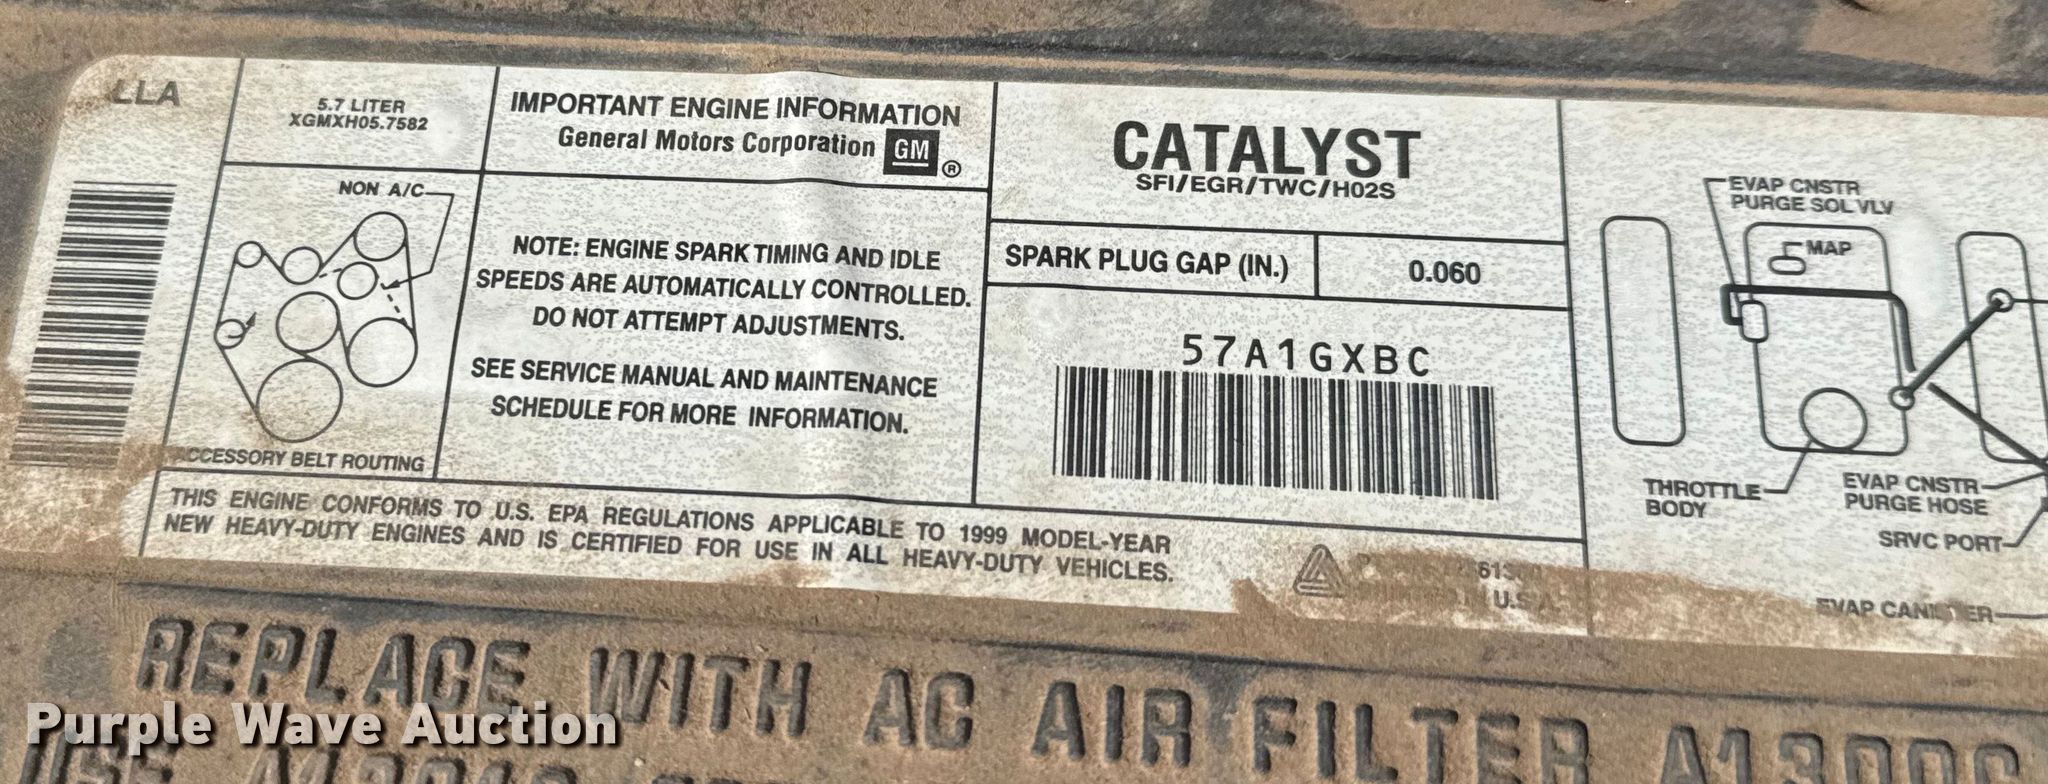 LLA
5.7 LITER
XGMXH05.7582
NON A/C
ACCESSORY BELT ROUTING
IMPORTANT ENGINE INFORMATION
General Motors Corporation GM ®
NOTE: ENGINE SPARK TIMING AND IDLE
SPEEDS ARE AUTOMATICALLY CONTROLLED.
DO NOT ATTEMPT ADJUSTMENTS.
SEE SERVICE MANUAL AND MAINTENANCE
SCHEDULE FOR MORE INFORMATION.
CATALYST
SFI/EGR/TWC/HO2S
SPARK PLUG GAP (IN.) 0.060
57A1GXBC
EVAP CNSTR
PURGE SOL VLV
MAP
THROTTLE
BODY
EVAP CNSTR
PURGE HOSE
SRVC PORT
EVAP CANISTER
THIS ENGINE CONFORMS TO U.S. EPA REGULATIONS APPLICABLE TO 1999 MODEL-YEAR
NEW HEAVY-DUTY ENGINES AND IS CERTIFIED FOR USE IN ALL HEAVY-DUTY VEHICLES.
REPLACE WITH AC AIR FILTER
Purple Wave Auction